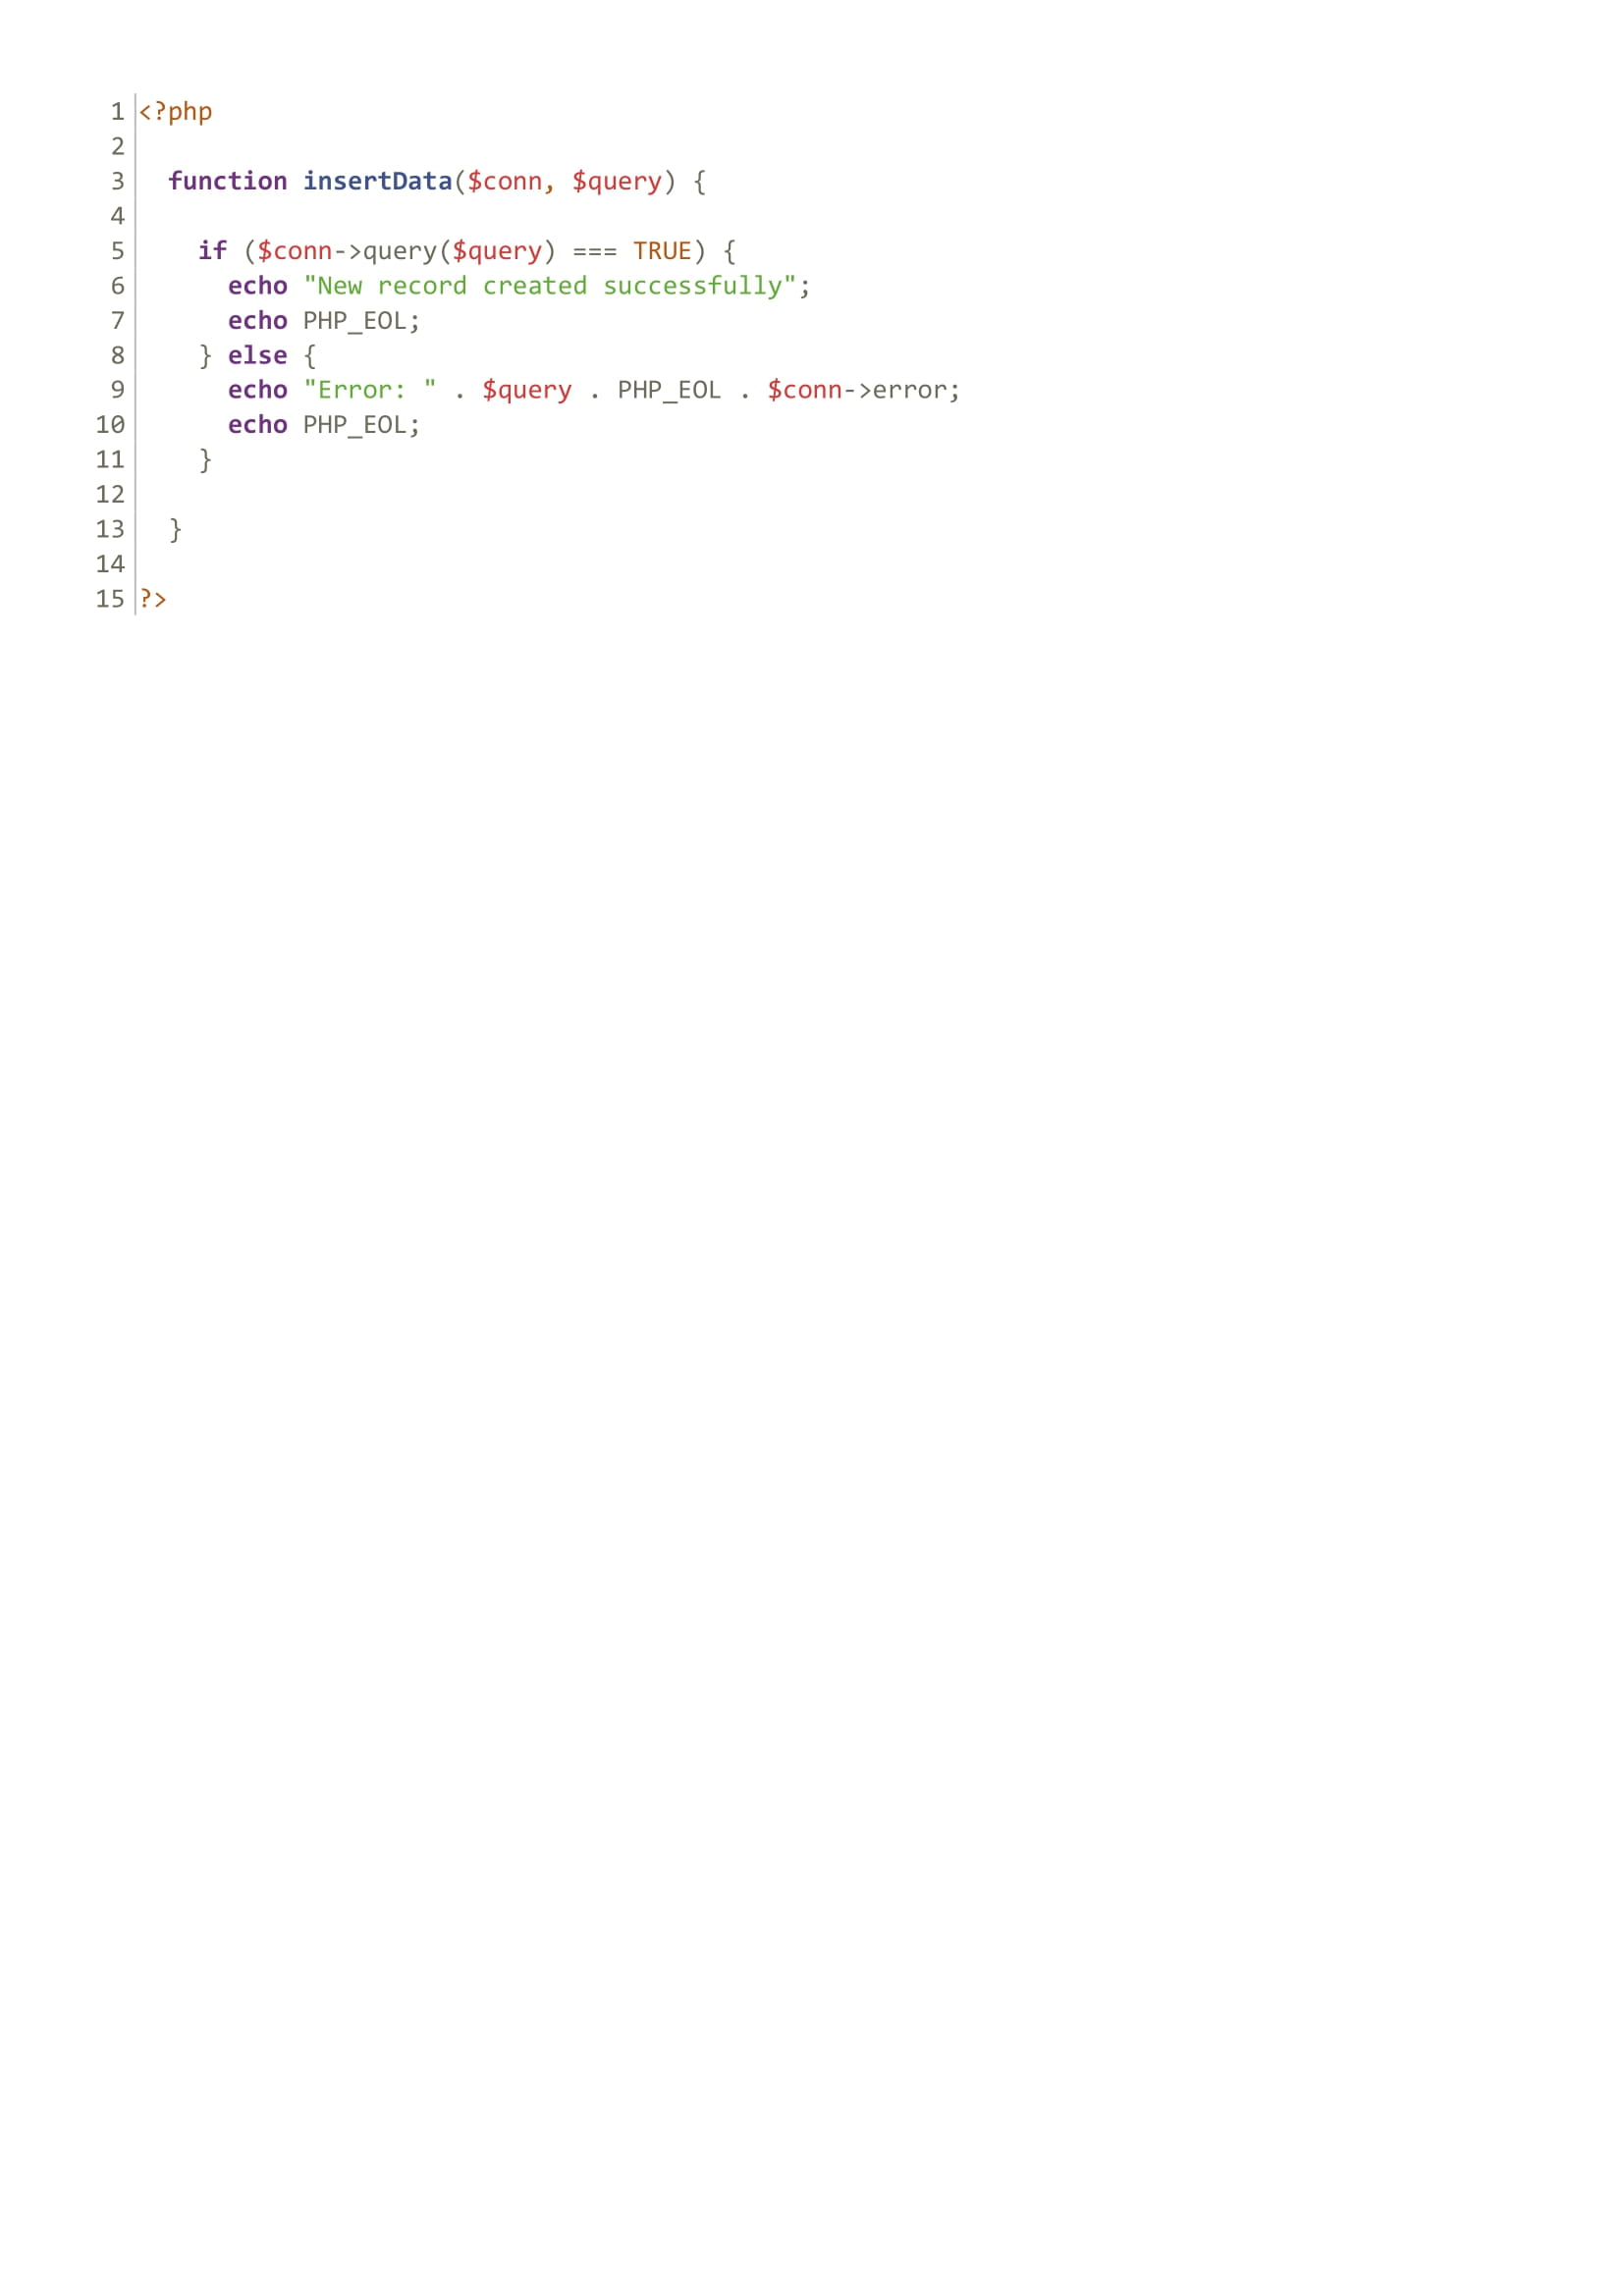 1 <?php
2
3   function insertData($conn, $query) {
4
5     if ($conn->query($query) === TRUE) {
6       echo "New record created successfully";
7       echo PHP_EOL;
8     } else {
9       echo "Error: " . $query . PHP_EOL . $conn->error;
10       echo PHP_EOL;
11     }
12
13   }
14
15 ?>